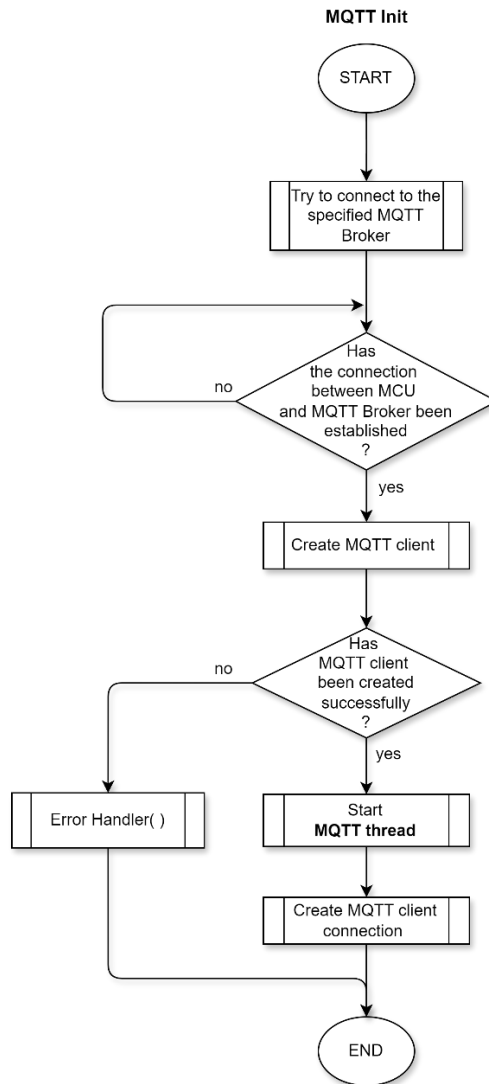 MQTT Init
START
Try to connect to the
specified MQTT
Broker
Has
the connection
between MCU
and MQTT Broker been
established
?
no
yes
Create MQTT client
Has
MQTT client
been created
successfully
?
no
yes
Error Handler( )
Start
MQTT thread
Create MQTT client
connection
END